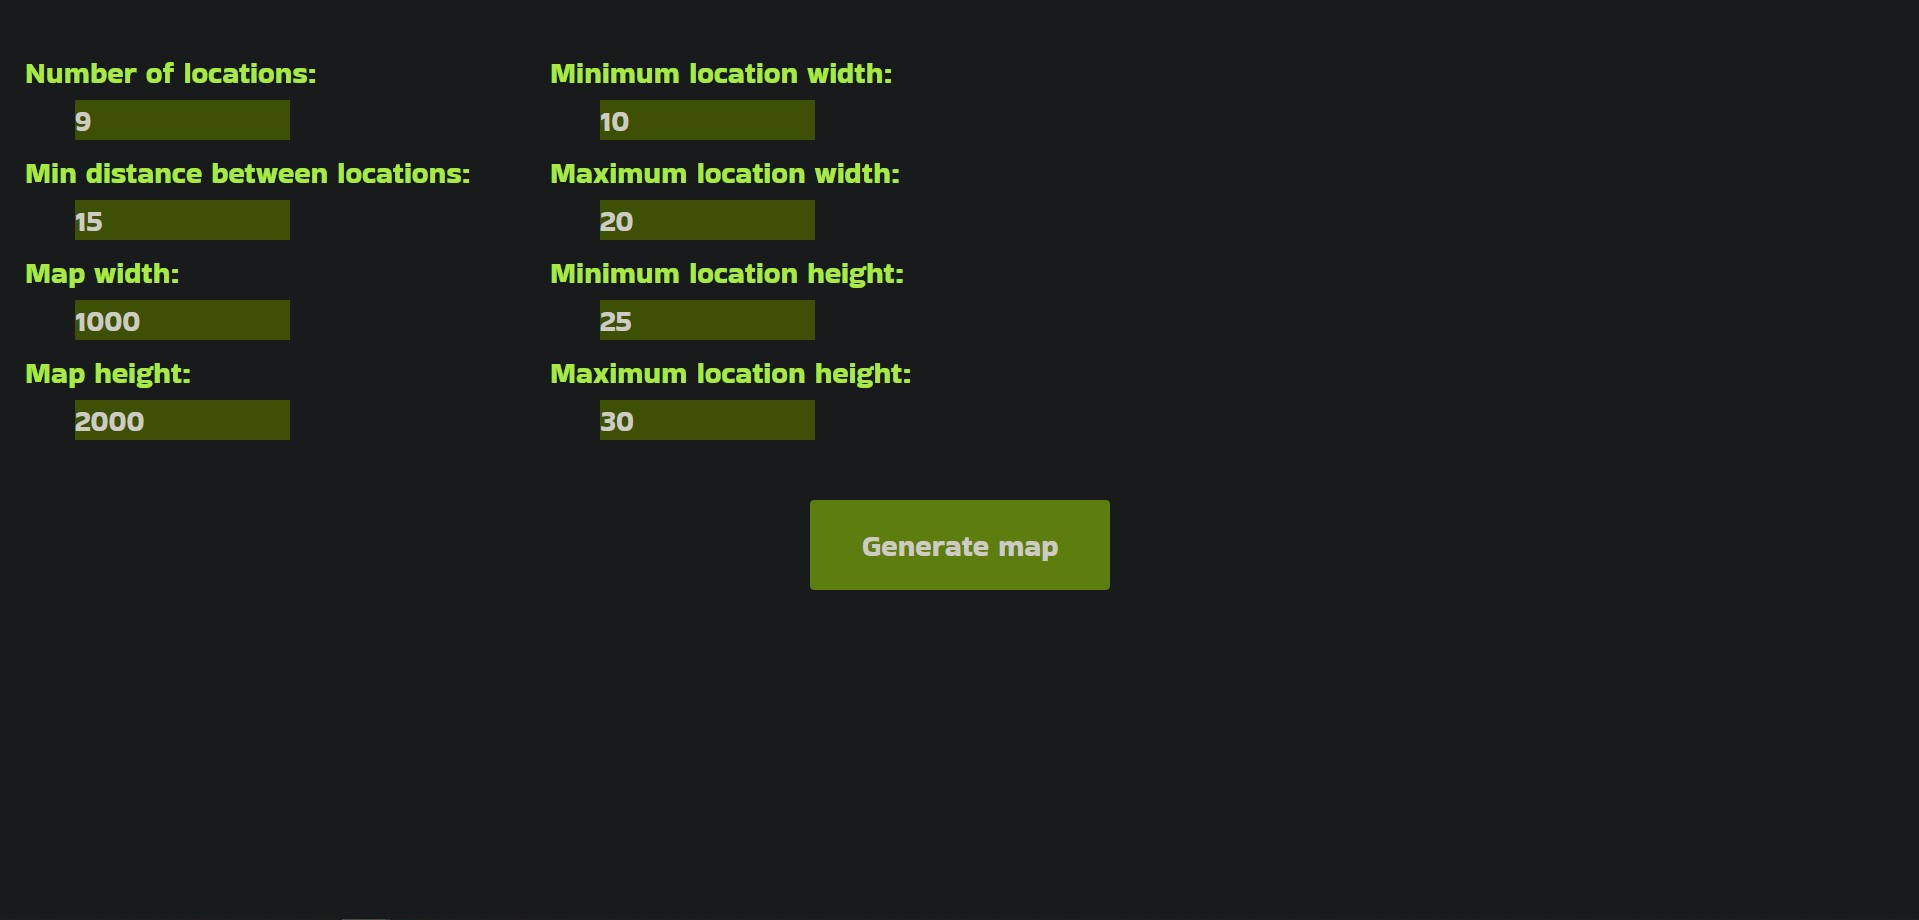 Number of locations:
9
Min distance between locations:
15
Map width:
1000
Map height:
2000
Minimum location width:
10
Maximum location width:
20
Minimum location height:
25
Maximum location height:
30
Generate map